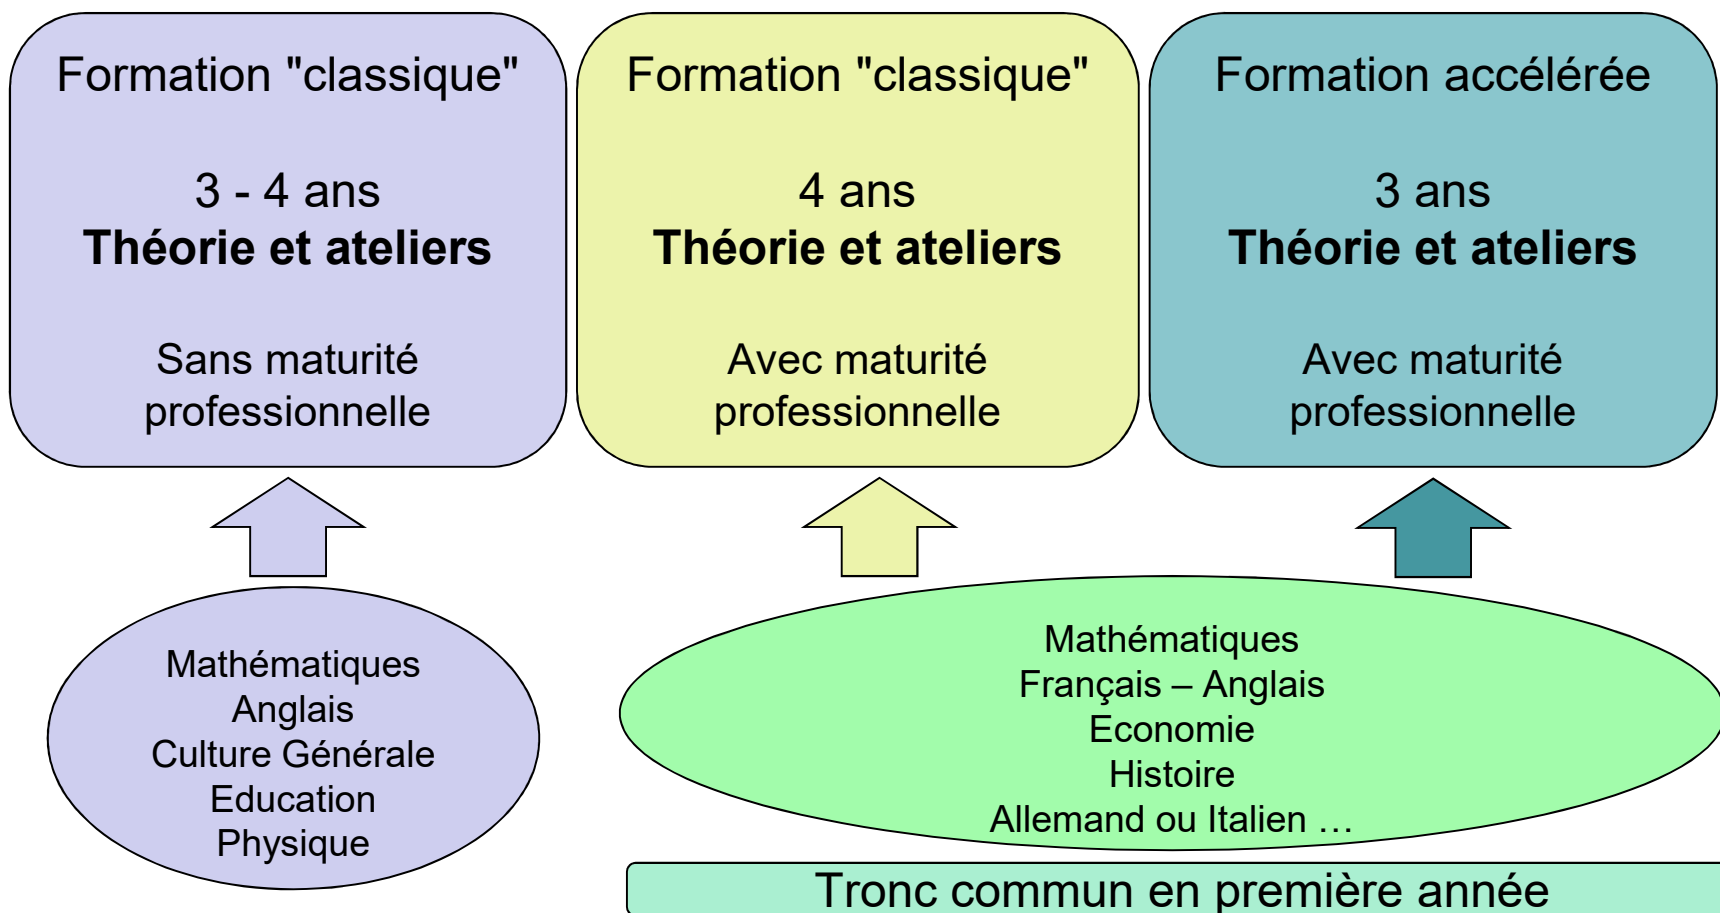 Formation "classique"
3 - 4 ans
Théorie et ateliers
Sans maturité
professionnelle
Formation "classique"
4 ans
Théorie et ateliers
Avec maturité
professionnelle
Formation accélérée
3 ans
Théorie et ateliers
Avec maturité
professionnelle
Mathématiques
Anglais
Culture Générale
Education
Physique
Mathématiques
Français – Anglais
Economie
Histoire
Allemand ou Italien …
Tronc commun en première année